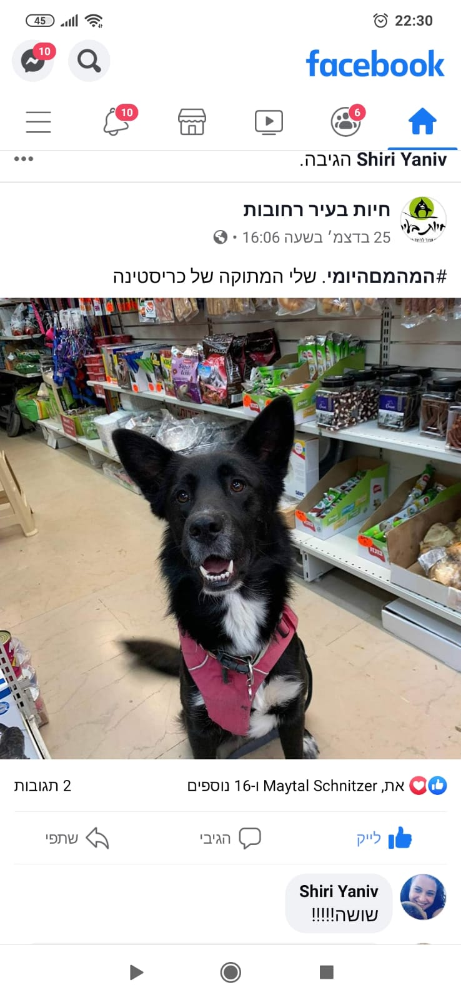 45
22:30
10
facebook
10
6
Shiri Yaniv הגיבה.
חיות בעיר רחובות
25 בדצמ׳ בשעה 16:06
#המהמםהיומי. שלי המתוקה של כריסטינה
את, Maytal Schnitzer ו-16 נוספים
2 תגובות
לייק
הגיבי
שתפי
Shiri Yaniv
שושה!!!!!